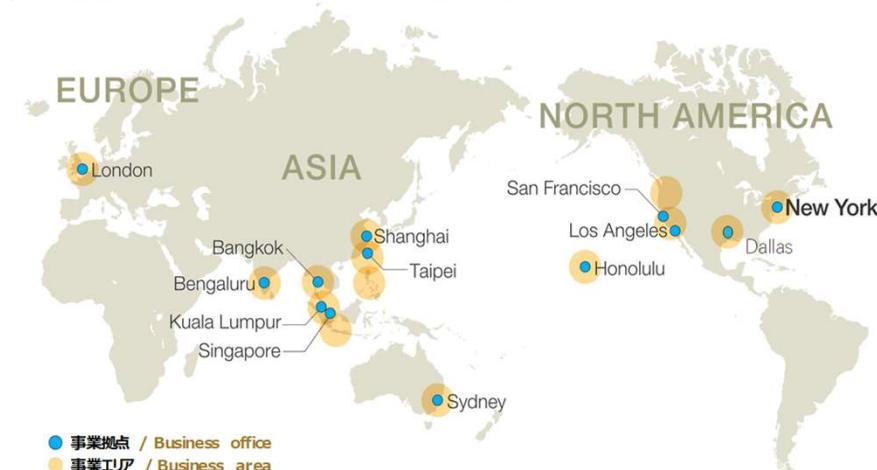 EUROPE
NORTH AMERICA
ASIA
London
San Francisco
New York
Los Angeles
Shanghai
Dallas
Bangkok
Taipei
Honolulu
Bengaluru
Kuala Lumpur
Singapore
Sydney
事業拠点 / Business office
事業エリア / Business area